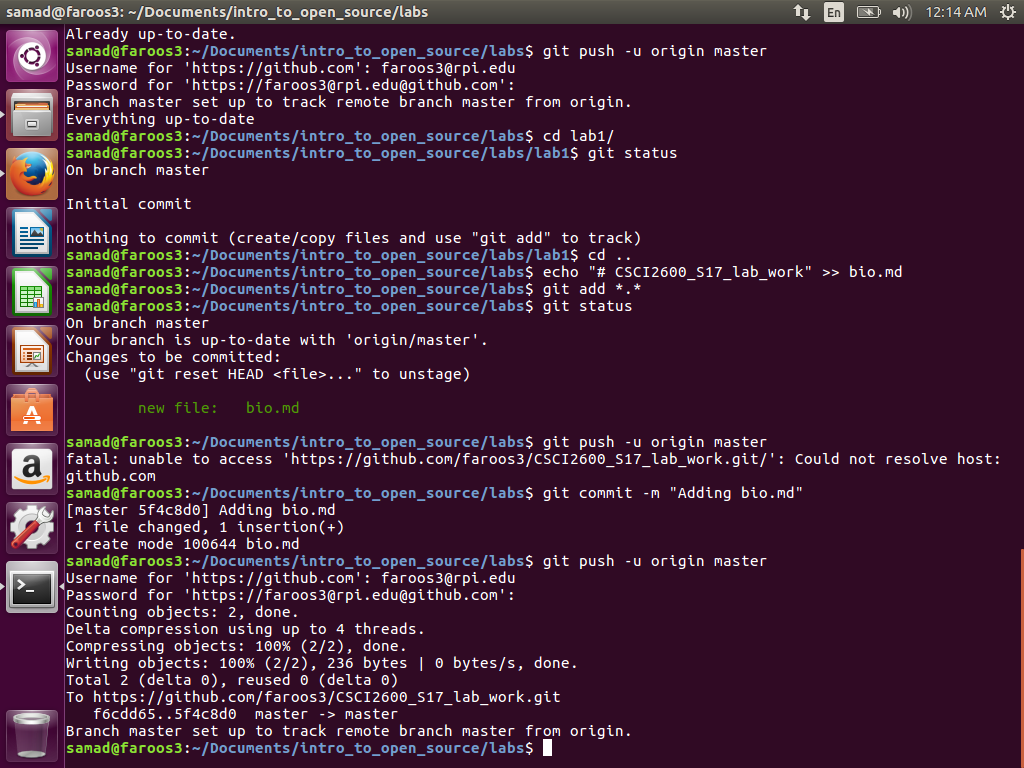 samad@faroos3: ~/Documents/intro_to_open_source/labs
En
12:14 AM
Already up-to-date.
samad@faroos3:~/Documents/intro_to_open_source/labs$ git push -u origin master
Username for 'https://github.com': faroos3@rpi.edu
Password for 'https://faroos3@rpi.edu@github.com':
Branch master set up to track remote branch master from origin.
Everything up-to-date
samad@faroos3:~/Documents/intro_to_open_source/labs$ cd lab1/
samad@faroos3:~/Documents/intro_to_open_source/labs/lab1$ git status
On branch master
Initial commit
nothing to commit (create/copy files and use "git add" to track)
samad@faroos3:~/Documents/intro_to_open_source/labs/lab1$ cd ..
samad@faroos3:~/Documents/intro_to_open_source/labs$ echo "# CSCI2600_S17_lab_work" >> bio.md
samad@faroos3:~/Documents/intro_to_open_source/labs$ git add *.*
samad@faroos3:~/Documents/intro_to_open_source/labs$ git status
On branch master
Your branch is up-to-date with 'origin/master'.
Changes to be committed:
  (use "git reset HEAD <file>..." to unstage)
        new file:   bio.md
samad@faroos3:~/Documents/intro_to_open_source/labs$ git push -u origin master
fatal: unable to access 'https://github.com/faroos3/CSCI2600_S17_lab_work.git/': Could not resolve host:
github.com
samad@faroos3:~/Documents/intro_to_open_source/labs$ git commit -m "Adding bio.md"
[master 5f4c8d0] Adding bio.md
 1 file changed, 1 insertion(+)
 create mode 100644 bio.md
samad@faroos3:~/Documents/intro_to_open_source/labs$ git push -u origin master
Username for 'https://github.com': faroos3@rpi.edu
Password for 'https://faroos3@rpi.edu@github.com':
Counting objects: 2, done.
Delta compression using up to 4 threads.
Compressing objects: 100% (2/2), done.
Writing objects: 100% (2/2), 236 bytes | 0 bytes/s, done.
Total 2 (delta 0), reused 0 (delta 0)
To https://github.com/faroos3/CSCI2600_S17_lab_work.git
   f6cdd65..5f4c8d0  master -> master
Branch master set up to track remote branch master from origin.
samad@faroos3:~/Documents/intro_to_open_source/labs$